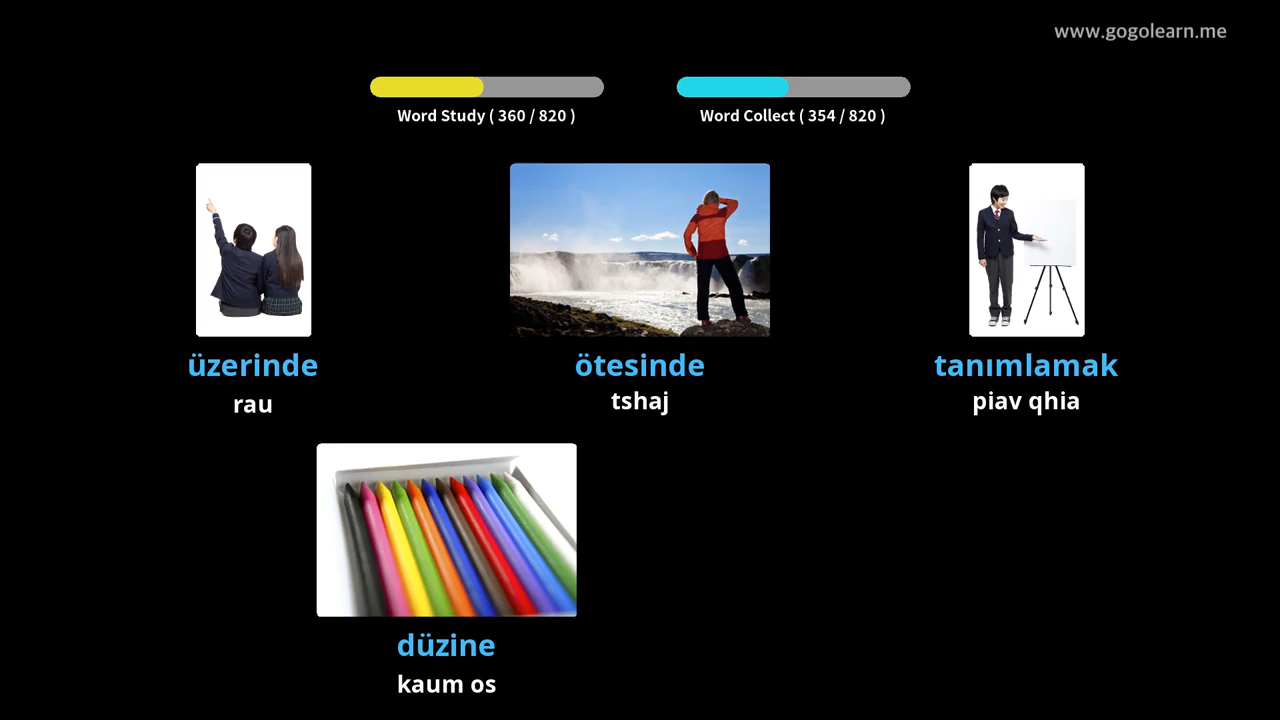 www.gogolearn.me
Word Study ( 360 / 820 )
Word Collect ( 354 / 820 )
üzerinde
rau
ötesinde
tshaj
tanımlamak
piav qhia
düzine
kaum os